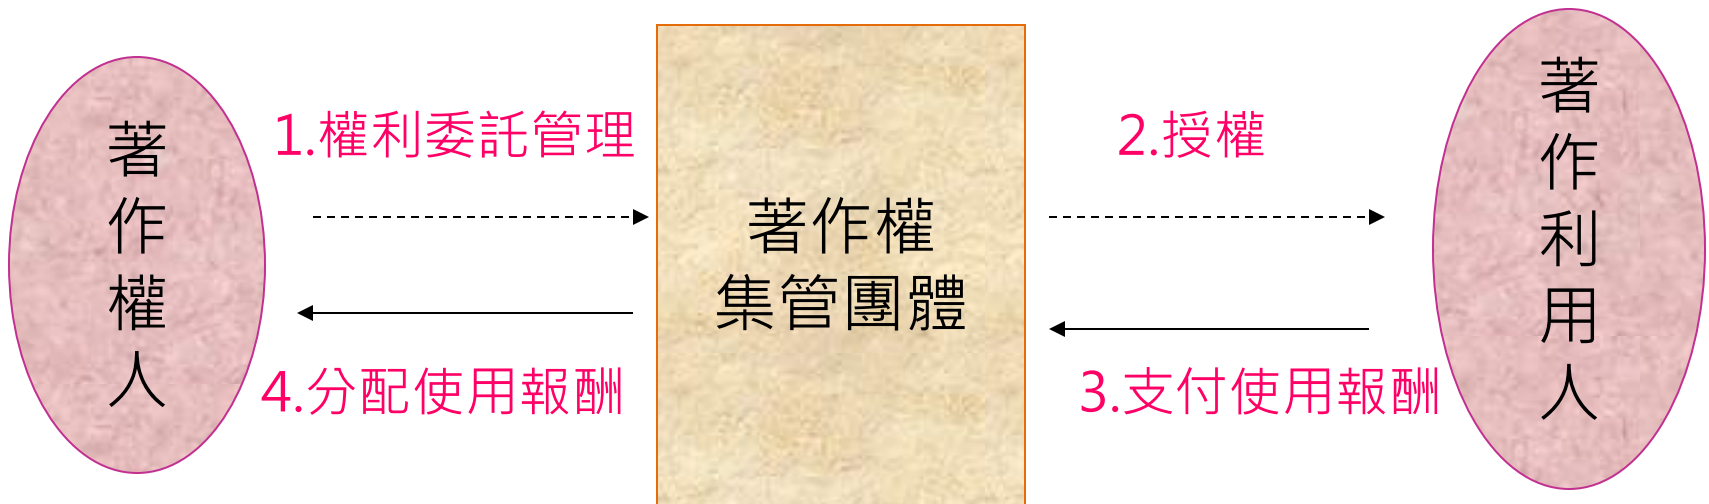 著作權人
1.權利委託管理
4.分配使用報酬
著作權
集管團體
2.授權
3.支付使用報酬
著作利用人